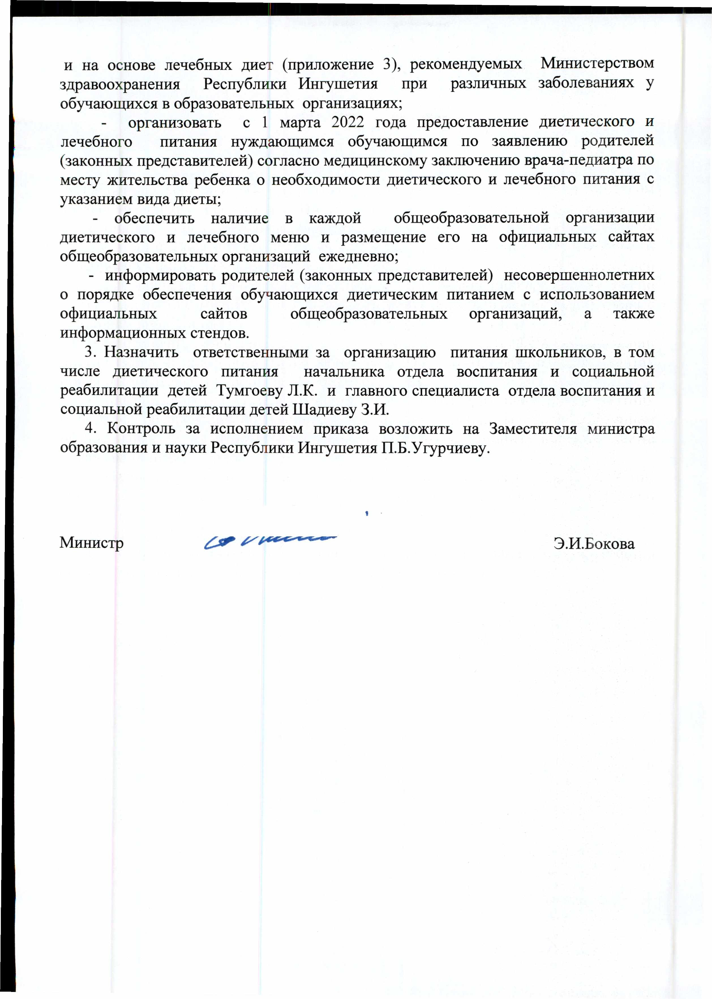 и на основе лечебных диет (приложение 3), рекомендуемых Министерством
здравоохранения Республики Ингушетия при различных заболеваниях у
обучающихся в образовательных организациях;
- организовать с 1 марта 2022 года предоставление диетического и
лечебного питания нуждающимся обучающимся по заявлению родителей
(законных представителей) согласно медицинскому заключению врача-педиатра по
месту жительства ребенка о необходимости диетического и лечебного питания с
указанием вида диеты;
- обеспечить наличие в каждой общеобразовательной организации
диетического и лечебного меню и размещение его на официальных сайтах
общеобразовательных организаций ежедневно;
- информировать родителей (законных представителей) несовершеннолетних
о порядке обеспечения обучающихся диетическим питанием с использованием
официальных сайтов общеобразовательных организаций, а также
информационных стендов.
3. Назначить ответственными за организацию питания школьников, в том
числе диетического питания начальника отдела воспитания и социальной
реабилитации детей Тумгоеву Л.К. и главного специалиста отдела воспитания и
социальной реабилитации детей Шадиеву З.И.
4. Контроль за исполнением приказа возложить на Заместителя министра
образования и науки Республики Ингушетия П.Б.Угурчиеву.
Министр Э.И.Бокова